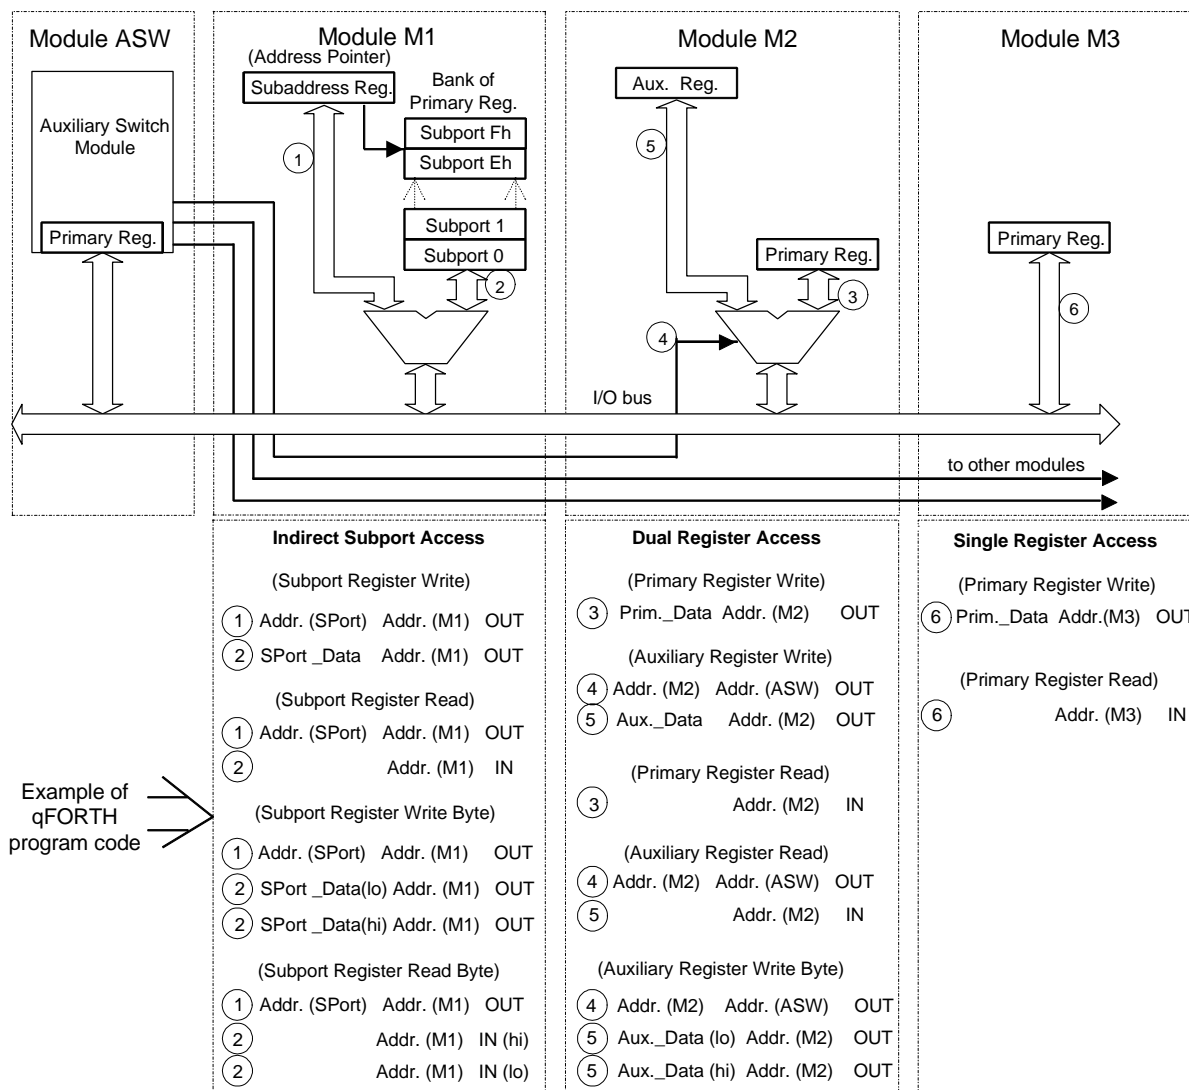 Module ASW
Auxiliary Switch
Module
Primary Reg.
Module M1
(Address Pointer)
Subaddress Reg.
Bank of
Primary Reg.
Subport Fh
Subport Eh
Subport 1
Subport 0
1
2
Module M2
Aux. Reg.
5
Primary Reg.
3
4
Module M3
Primary Reg.
6
I/O bus
to other modules
Example of
qFORTH
program code
Indirect Subport Access
(Subport Register Write)
1 Addr. (SPort) Addr. (M1) OUT
2 SPort _Data Addr. (M1) OUT
(Subport Register Read)
1 Addr. (SPort) Addr. (M1) OUT
2 Addr. (M1) IN
(Subport Register Write Byte)
1 Addr. (SPort) Addr. (M1) OUT
2 SPort _Data(lo) Addr. (M1) OUT
2 SPort _Data(hi) Addr. (M1) OUT
(Subport Register Read Byte)
1 Addr. (SPort) Addr. (M1) OUT
2 Addr. (M1) IN (hi)
2 Addr. (M1) IN (lo)
Dual Register Access
(Primary Register Write)
3 Prim._Data Addr. (M2) OUT
(Auxiliary Register Write)
4 Addr. (M2) Addr. (ASW) OUT
5 Aux._Data Addr. (M2) OUT
(Primary Register Read)
3 Addr. (M2) IN
(Auxiliary Register Read)
4 Addr. (M2) Addr. (ASW) OUT
5 Addr. (M2) IN
(Auxiliary Register Write Byte)
4 Addr. (M2) Addr. (ASW) OUT
5 Aux._Data (lo) Addr. (M2) OUT
5 Aux._Data (hi) Addr. (M2) OUT
Single Register Access
(Primary Register Write)
6 Prim._Data Addr.(M3) OUT
(Primary Register Read)
6 Addr. (M3) IN